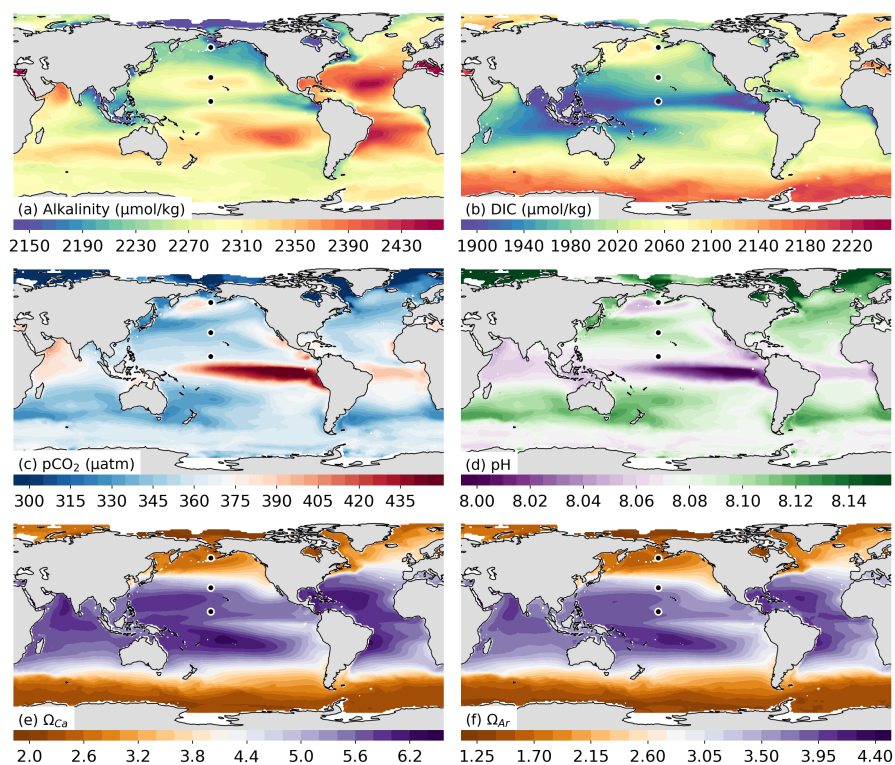 (a) Alkalinity (μmol/kg)
2150 2190 2230 2270 2310 2350 2390 2430
(b) DIC (μmol/kg)
1900 1940 1980 2020 2060 2100 2140 2180 2220
(c) pCO₂ (μatm)
300 315 330 345 360 375 390 405 420 435
(d) pH
8.00 8.02 8.04 8.06 8.08 8.10 8.12 8.14
(e) Ω_Ca
2.0 2.6 3.2 3.8 4.4 5.0 5.6 6.2
(f) Ω_Ar
1.25 1.70 2.15 2.60 3.05 3.50 3.95 4.40